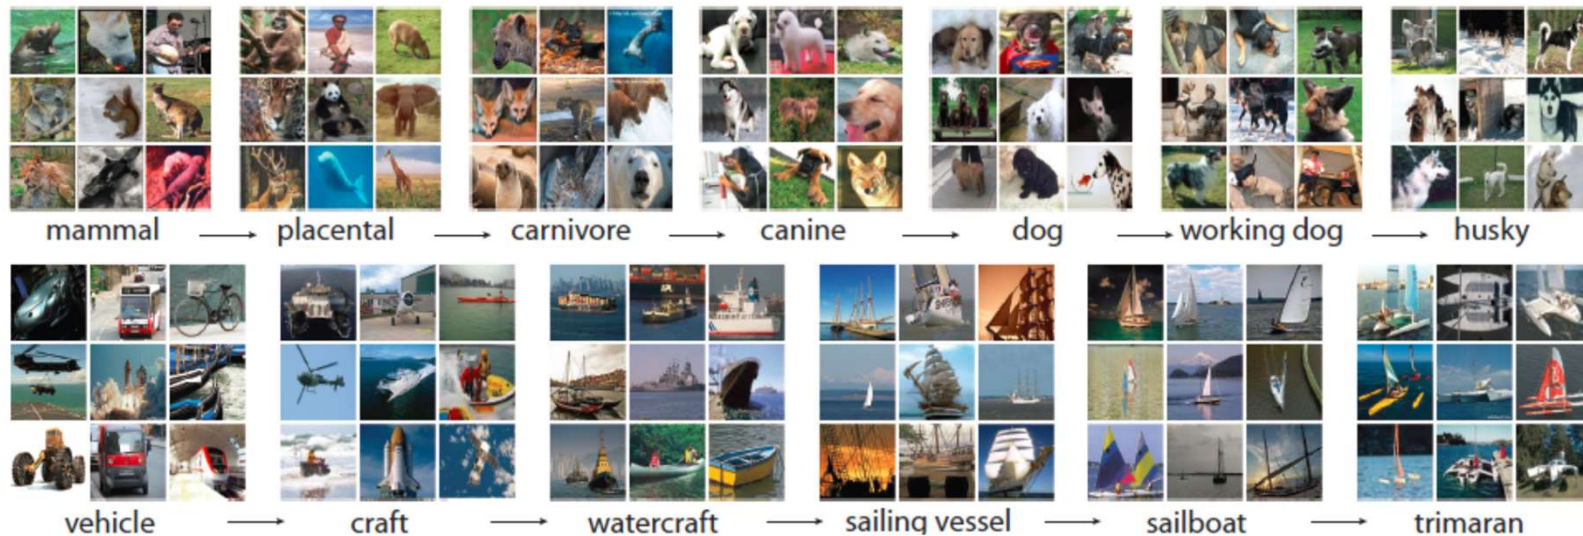 mammal → placental → carnivore → canine → dog → working dog → husky
vehicle → craft → watercraft → sailing vessel → sailboat → trimaran